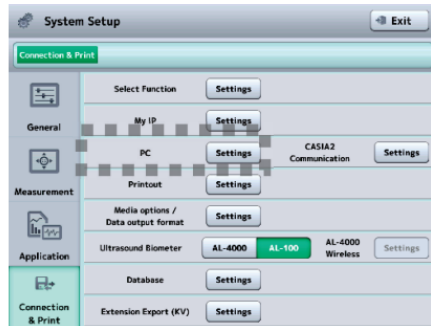 System Setup
Exit
Connection & Print
General
Measurement
Application
Connection
& Print
Select Function
Settings
My IP
Settings
PC
Settings
CASIA2
Communication
Settings
Printout
Settings
Media options /
Data output format
Settings
Ultrasound Biometer
AL-4000
AL-100
AL-4000
Wireless
Settings
Database
Settings
Extension Export (KV)
Settings